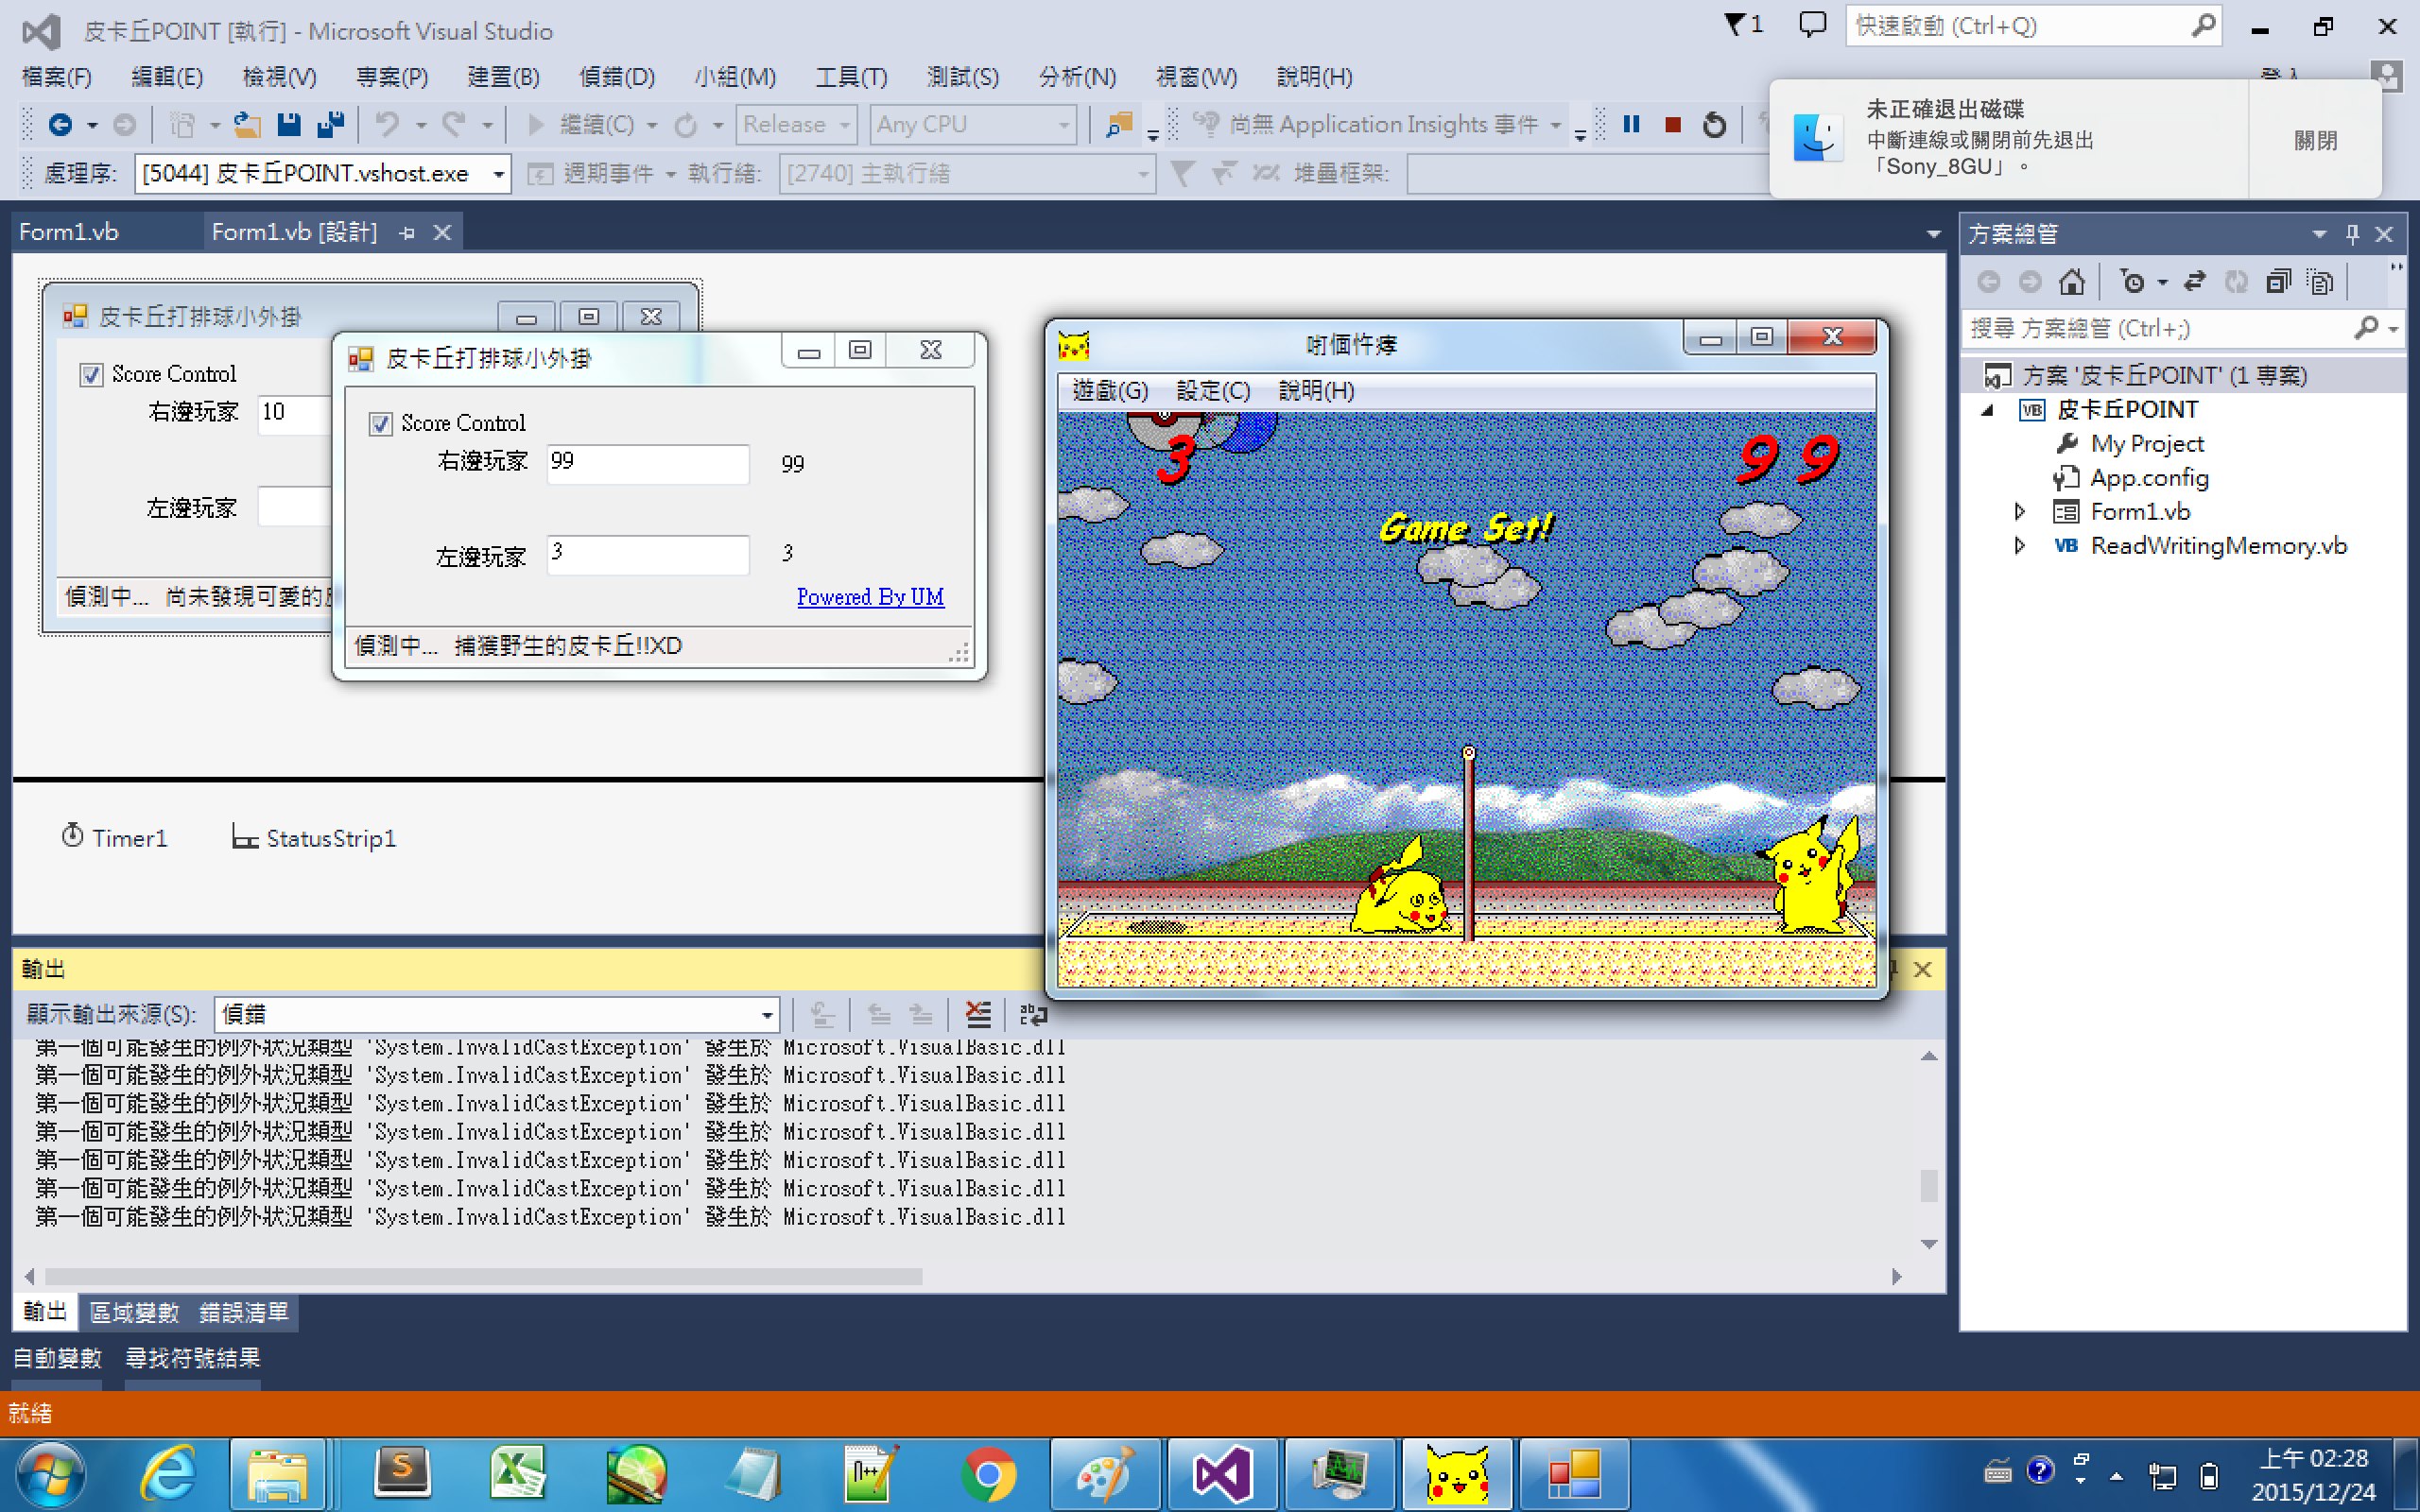 皮卡丘POINT [執行] - Microsoft Visual Studio
1
快速啟動 (Ctrl+Q)
檔案(F) 編輯(E) 檢視(V) 專案(P) 建置(B) 偵錯(D) 小組(M) 工具(T) 測試(S) 分析(N) 視窗(W) 說明(H)
繼續(C) Release Any CPU 尚無 Application Insights 事件
處理序: [5044] 皮卡丘POINT.vshost.exe 週期事件 執行緒: [2740] 主執行緒 堆疊框架:
未正確退出磁碟
中斷連線或關閉前先退出
「Sony_8GU」。
關閉
Form1.vb Form1.vb [設計]
皮卡丘打排球小外掛
Score Control
右邊玩家 10
左邊玩家
偵測中... 尚未發現可愛的
皮卡丘打排球小外掛
Score Control
右邊玩家 99 99
左邊玩家 3 3
Powered By UM
偵測中... 捕獲野生的皮卡丘!!XD
遊戲(G) 設定(C) 說明(H)
3 99
Game Set!
Timer1 StatusStrip1
方案總管
搜尋 方案總管 (Ctrl+;)
方案 '皮卡丘POINT' (1 專案)
VB 皮卡丘POINT
My Project
App.config
Form1.vb
VB ReadWritingMemory.vb
輸出
顯示輸出來源(S): 偵錯
第一個可能發生的例外狀況類型 'System.InvalidCastException' 發生於 Microsoft.VisualBasic.dll
第一個可能發生的例外狀況類型 'System.InvalidCastException' 發生於 Microsoft.VisualBasic.dll
第一個可能發生的例外狀況類型 'System.InvalidCastException' 發生於 Microsoft.VisualBasic.dll
第一個可能發生的例外狀況類型 'System.InvalidCastException' 發生於 Microsoft.VisualBasic.dll
第一個可能發生的例外狀況類型 'System.InvalidCastException' 發生於 Microsoft.VisualBasic.dll
第一個可能發生的例外狀況類型 'System.InvalidCastException' 發生於 Microsoft.VisualBasic.dll
第一個可能發生的例外狀況類型 'System.InvalidCastException' 發生於 Microsoft.VisualBasic.dll
輸出 區域變數 錯誤清單
自動變數 尋找符號結果
就緒
上午 02:28
2015/12/24